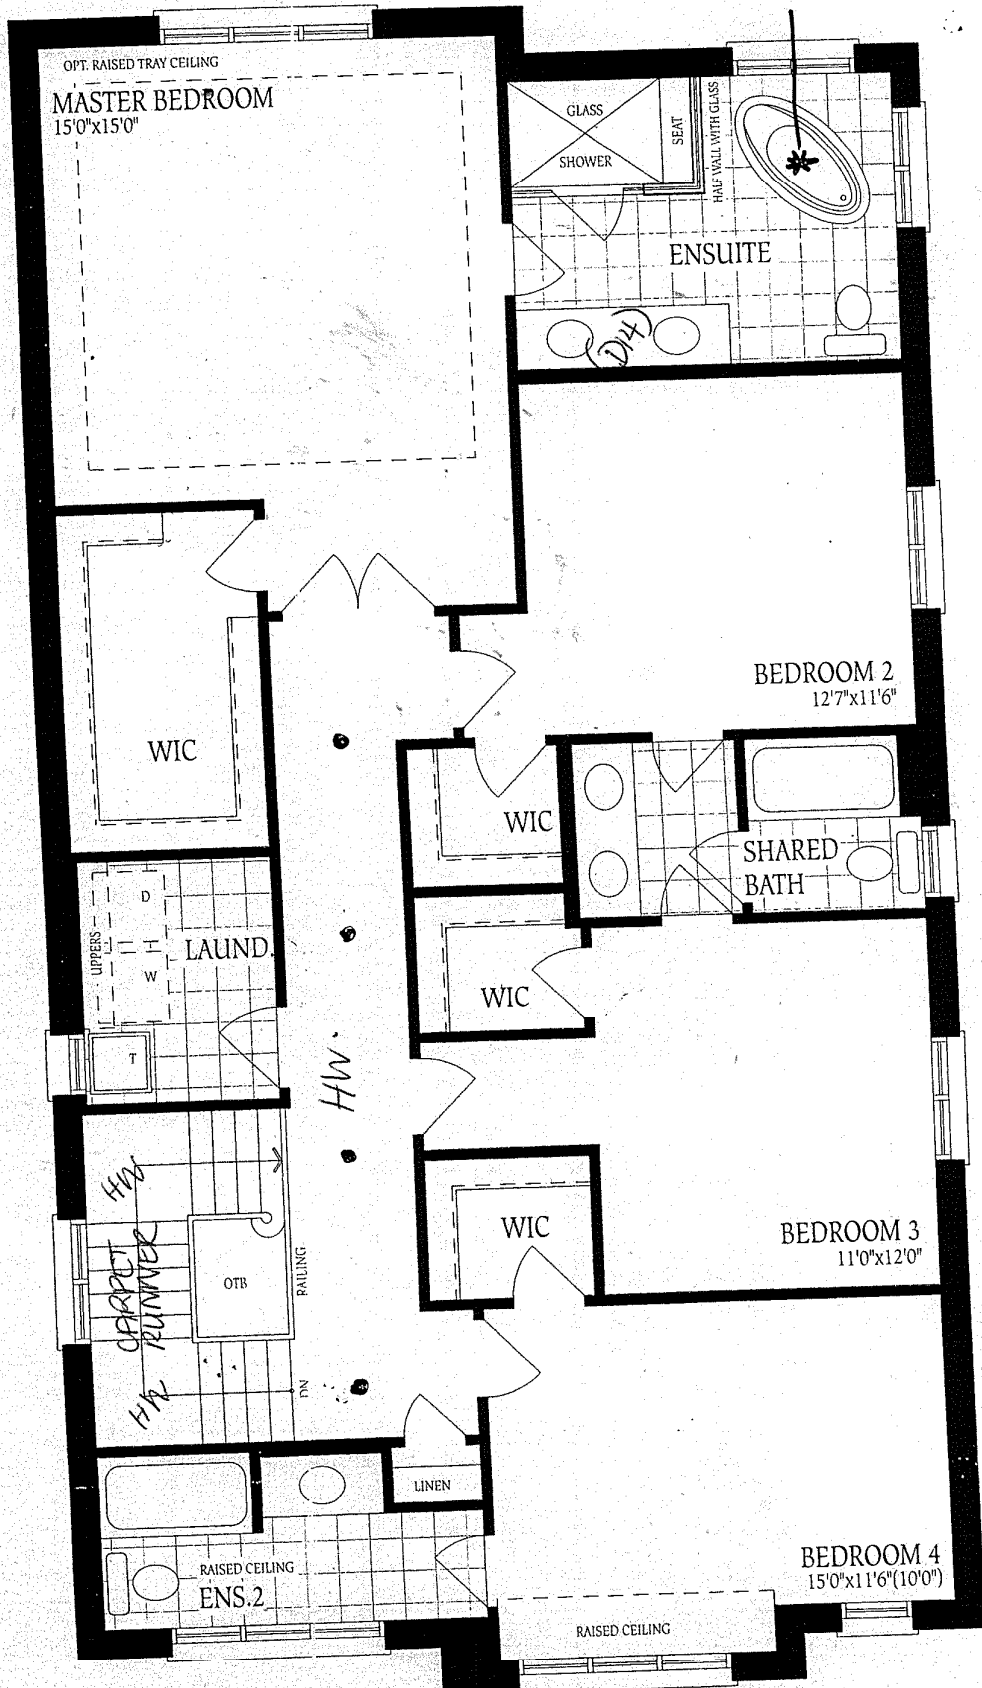 OPT. RAISED TRAY CEILING
MASTER BEDROOM
15'0"x15'0"
GLASS
SHOWER
SEAT
HALF WALL WITH GLASS
ENSUITE
(D14)
BEDROOM 2
12'7"x11'6"
WIC
WIC
SHARED
BATH
D
UPPERS
LAUND.
W
WIC
T
HW.
HW
CARPET
RUNNER
OTB
RAILING
WIC
BEDROOM 3
11'0"x12'0"
HW
DN
LINEN
RAISED CEILING
ENS.2
BEDROOM 4
15'0"x11'6"(10'0")
RAISED CEILING